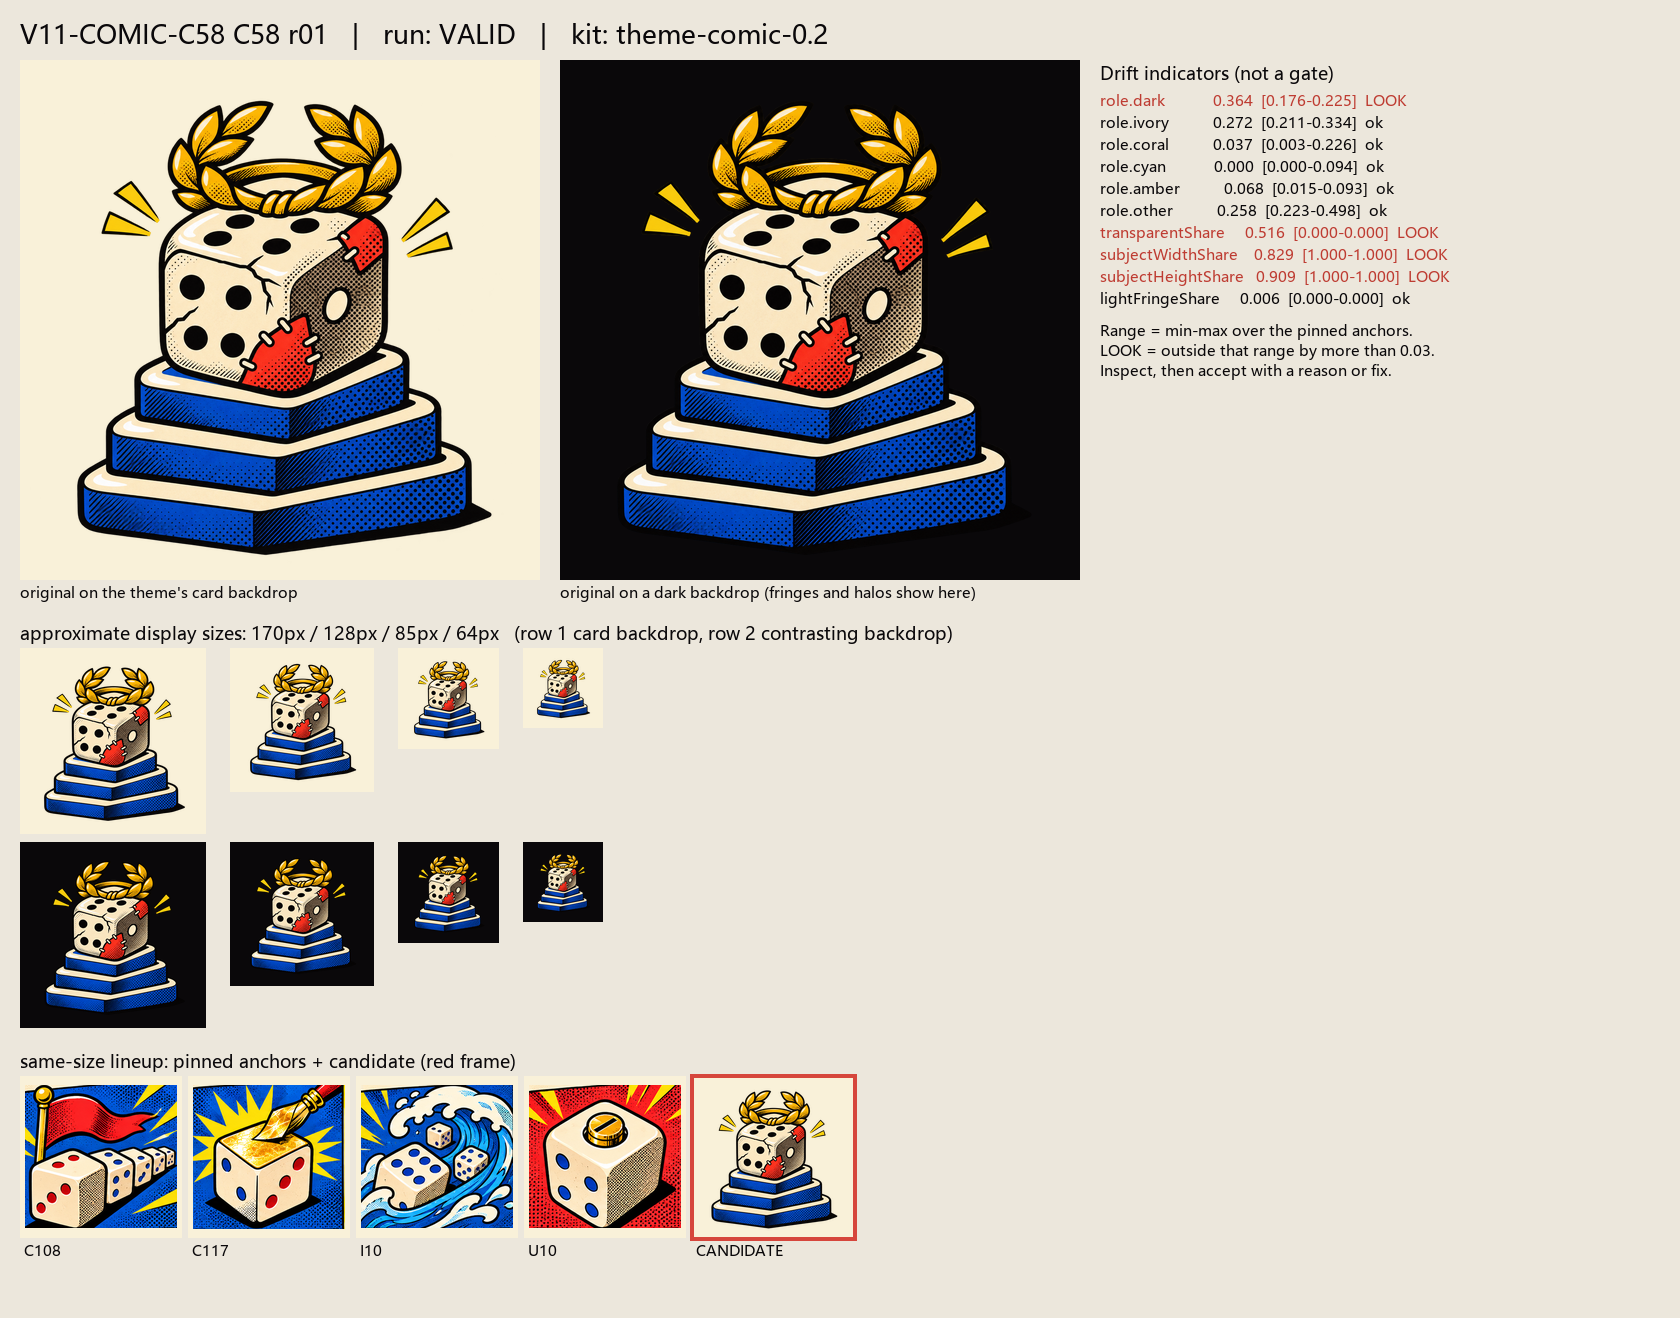 V11-COMIC-C58 C58 r01 | run: VALID | kit: theme-comic-0.2
Drift indicators (not a gate)
role.dark 0.364 [0.176-0.225] LOOK
role.ivory 0.272 [0.211-0.334] ok
role.coral 0.037 [0.003-0.226] ok
role.cyan 0.000 [0.000-0.094] ok
role.amber 0.068 [0.015-0.093] ok
role.other 0.258 [0.223-0.498] ok
transparentShare 0.516 [0.000-0.000] LOOK
subjectWidthShare 0.829 [1.000-1.000] LOOK
subjectHeightShare 0.909 [1.000-1.000] LOOK
lightFringeShare 0.006 [0.000-0.000] ok
Range = min-max over the pinned anchors.
LOOK = outside that range by more than 0.03.
Inspect, then accept with a reason or fix.
original on the theme's card backdrop
original on a dark backdrop (fringes and halos show here)
approximate display sizes: 170px / 128px / 85px / 64px (row 1 card backdrop, row 2 contrasting backdrop)
same-size lineup: pinned anchors + candidate (red frame)
C108
C117
I10
U10
CANDIDATE